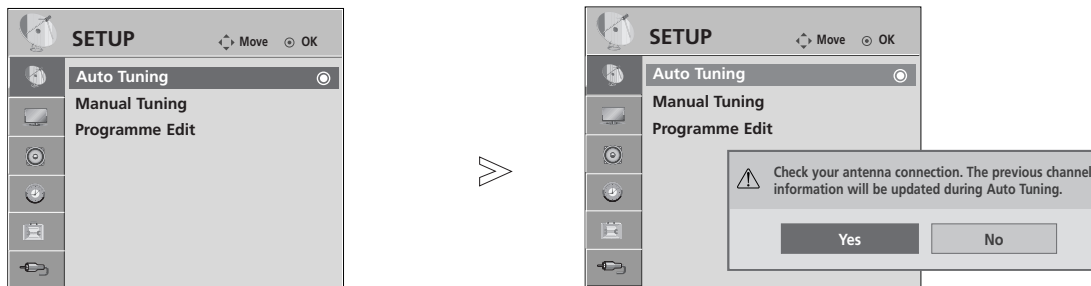 SETUP
Move
OK
Auto Tuning
Manual Tuning
Programme Edit
SETUP
Move
OK
Auto Tuning
Manual Tuning
Programme Edit
Check your antenna connection. The previous channel
information will be updated during Auto Tuning.
Yes
No